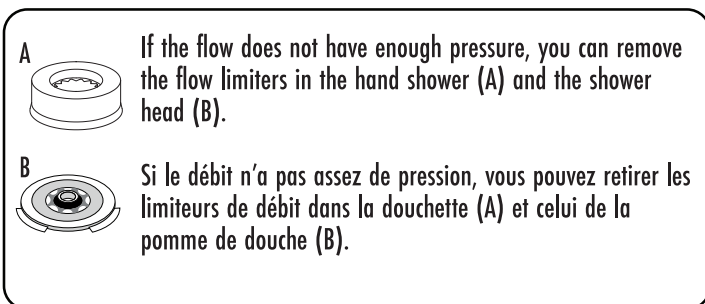 A
If the flow does not have enough pressure, you can remove
the flow limiters in the hand shower (A) and the shower
head (B).
B
Si le débit n'a pas assez de pression, vous pouvez retirer les
limiteurs de débit dans la douchette (A) et celui de la
pomme de douche (B).